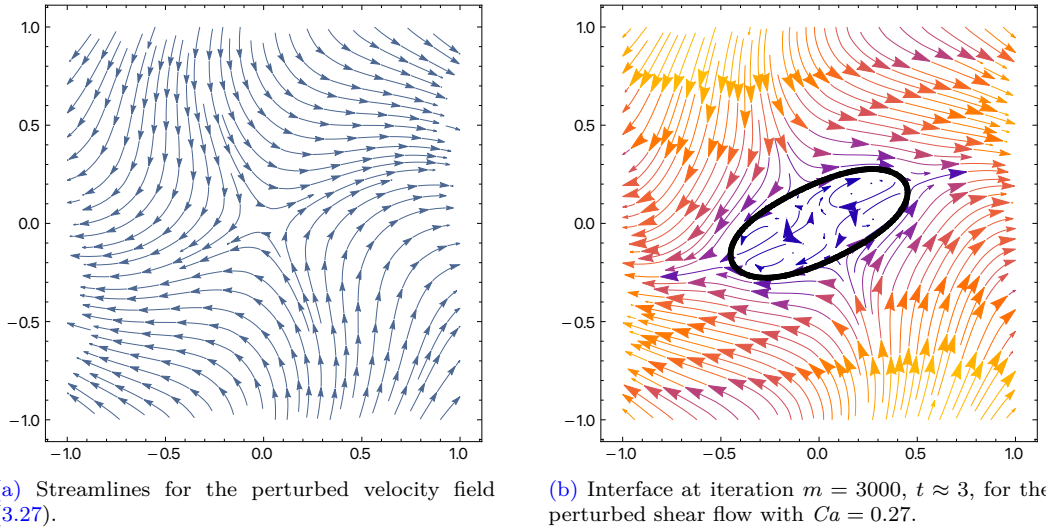 1.0
0.5
0.0
−0.5
−1.0
−1.0 −0.5 0.0 0.5 1.0
1.0
0.5
0.0
−0.5
−1.0
−1.0 −0.5 0.0 0.5 1.0
a) Streamlines for the perturbed velocity field
3.27).
(b) Interface at iteration m = 3000, t ≈ 3, for the
perturbed shear flow with Ca = 0.27.